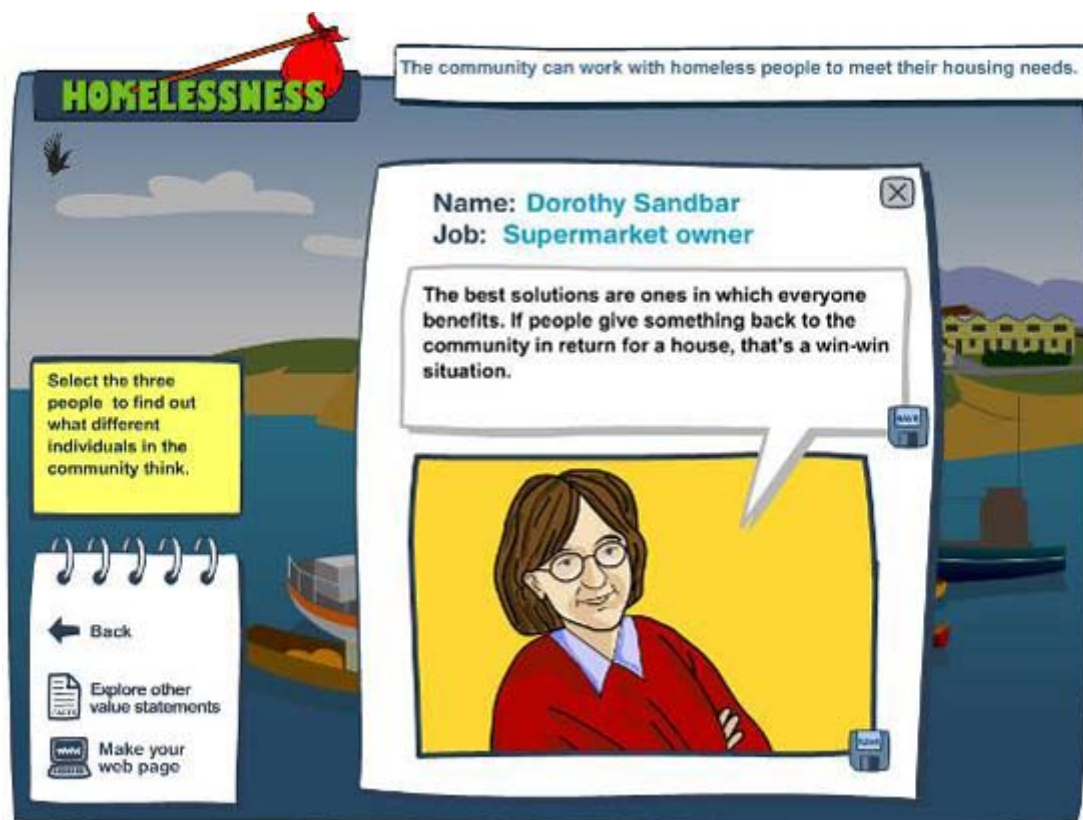 HOMELESSNESS
The community can work with homeless people to meet their housing needs.
Name: Dorothy Sandbar
Job: Supermarket owner
The best solutions are ones in which everyone
benefits. If people give something back to the
community in return for a house, that's a win-win
situation.
SAVE
Select the three
people to find out
what different
individuals in the
community think.
Back
Explore other
value statements
Make your
web page
SAVE